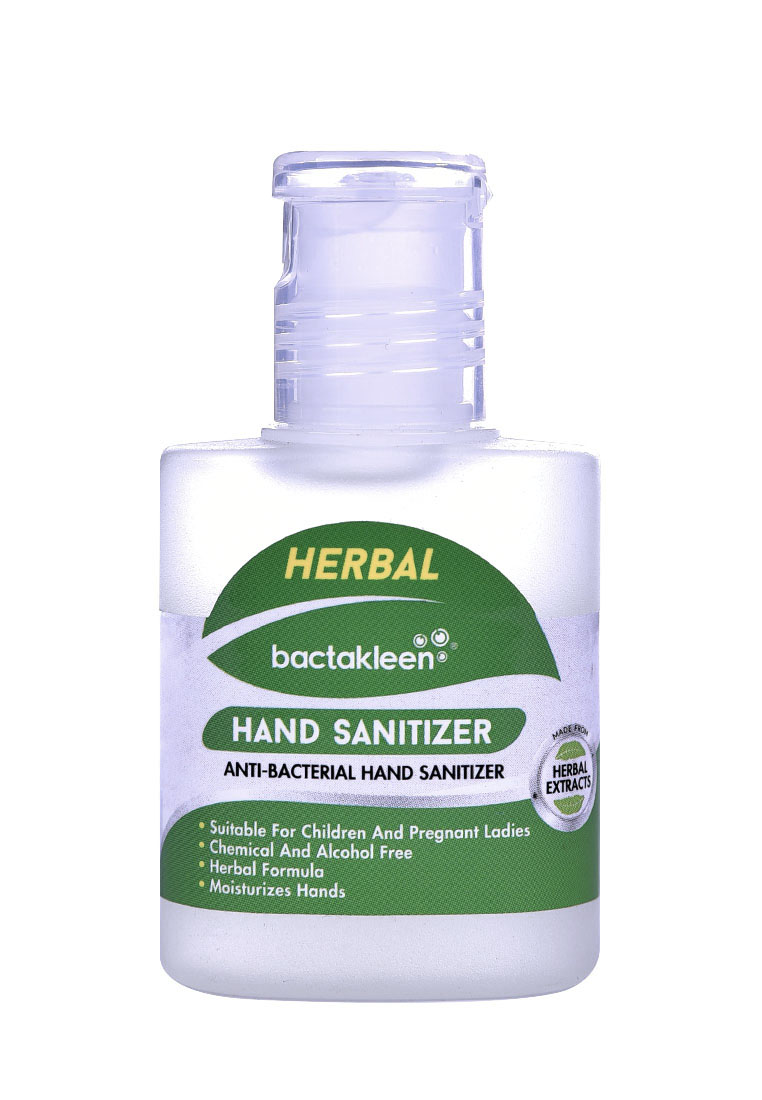 HERBAL
bactakleen®
HAND SANITIZER
ANTI-BACTERIAL HAND SANITIZER
MADE FROM
HERBAL
EXTRACTS
• Suitable For Children And Pregnant Ladies
• Chemical And Alcohol Free
• Herbal Formula
• Moisturizes Hands